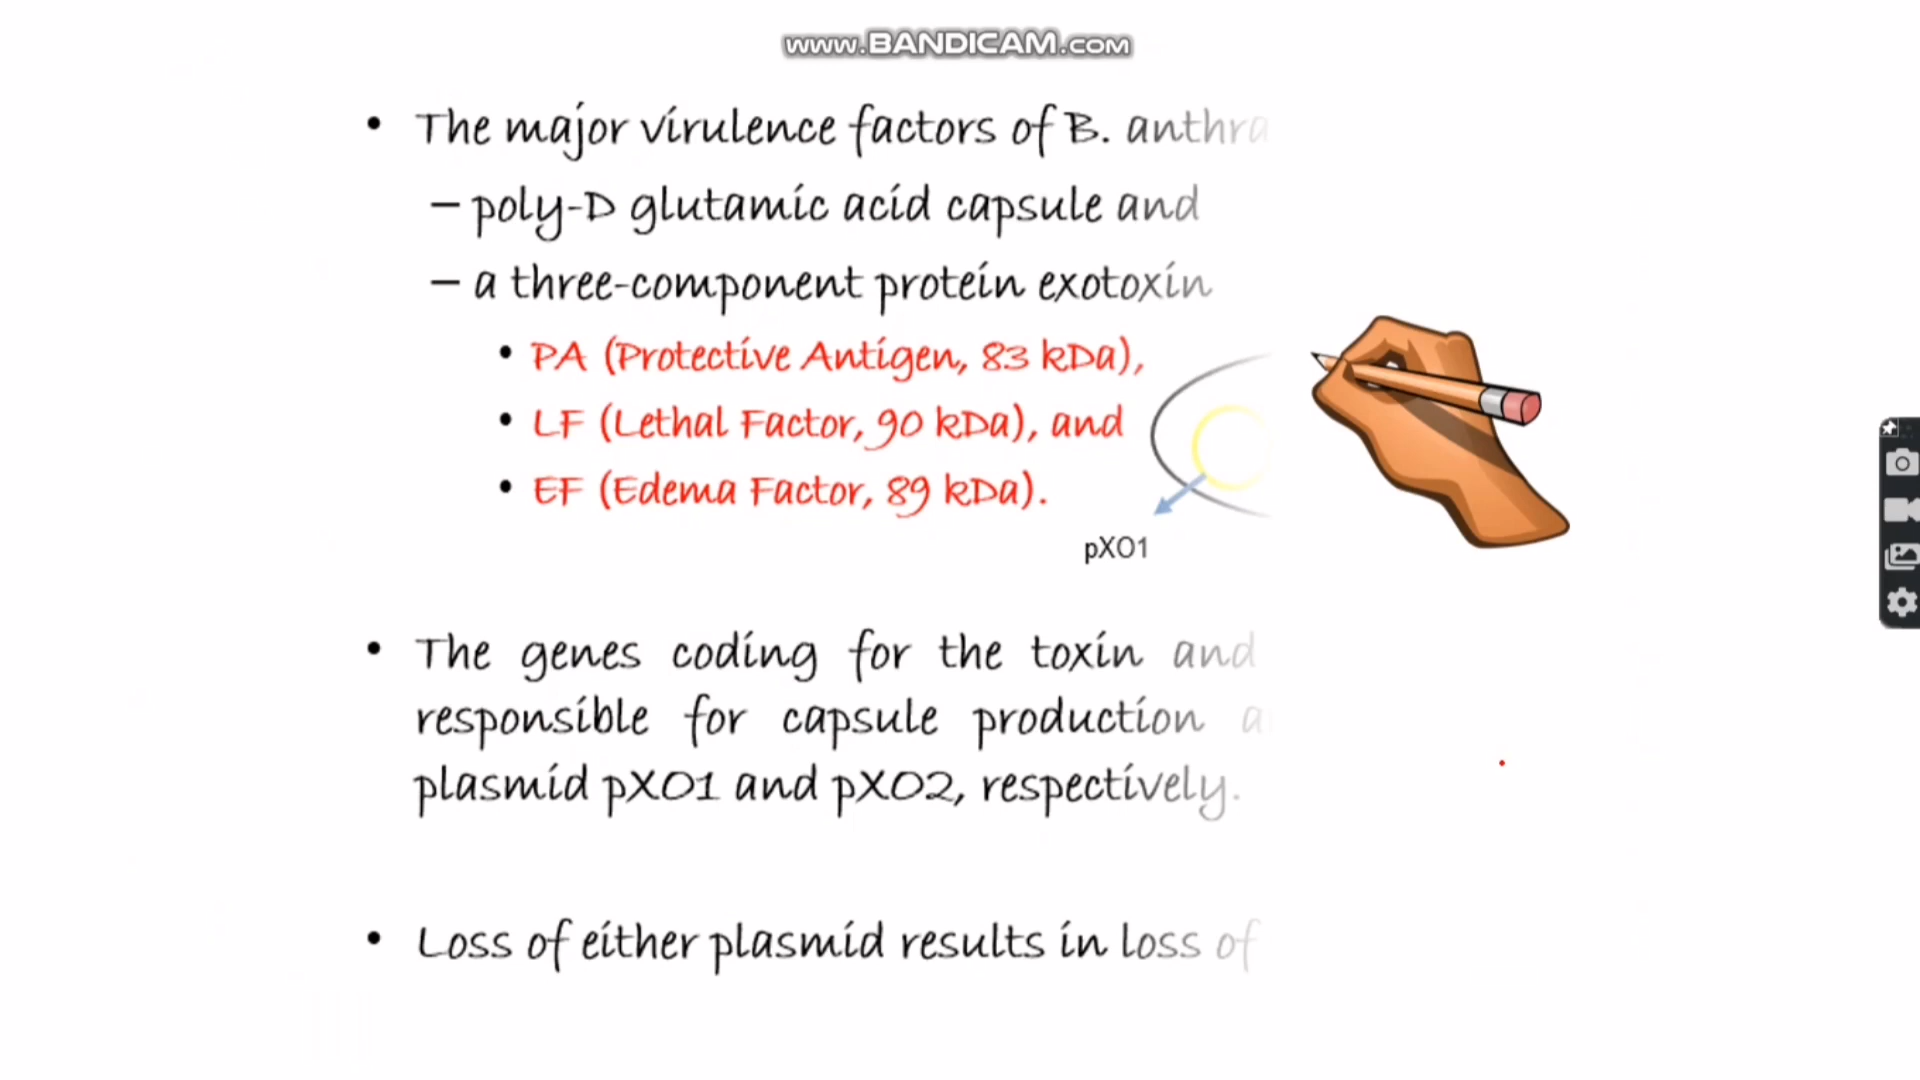 www.BANDICAM.com
• The major virulence factors of B. anthra
– poly-D glutamic acid capsule and
– a three-component protein exotoxin
• PA (Protective Antigen, 83 kDa),
• LF (Lethal Factor, 90 kDa), and
• EF (Edema Factor, 89 kDa).
pXO1
• The genes coding for the toxin and
responsible for capsule production a
plasmid pXO1 and pXO2, respectively.
• Loss of either plasmid results in loss of